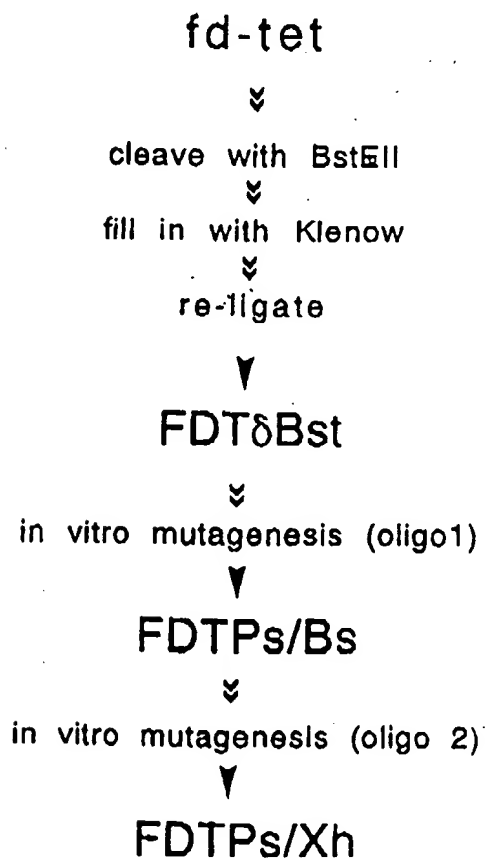 fd-tet
cleave with BstEII
fill in with Klenow
re-ligate
FDTδBst
in vitro mutagenesis (oligo1)
FDTPs/Bs
in vitro mutagenesis (oligo 2)
FDTPs/Xh